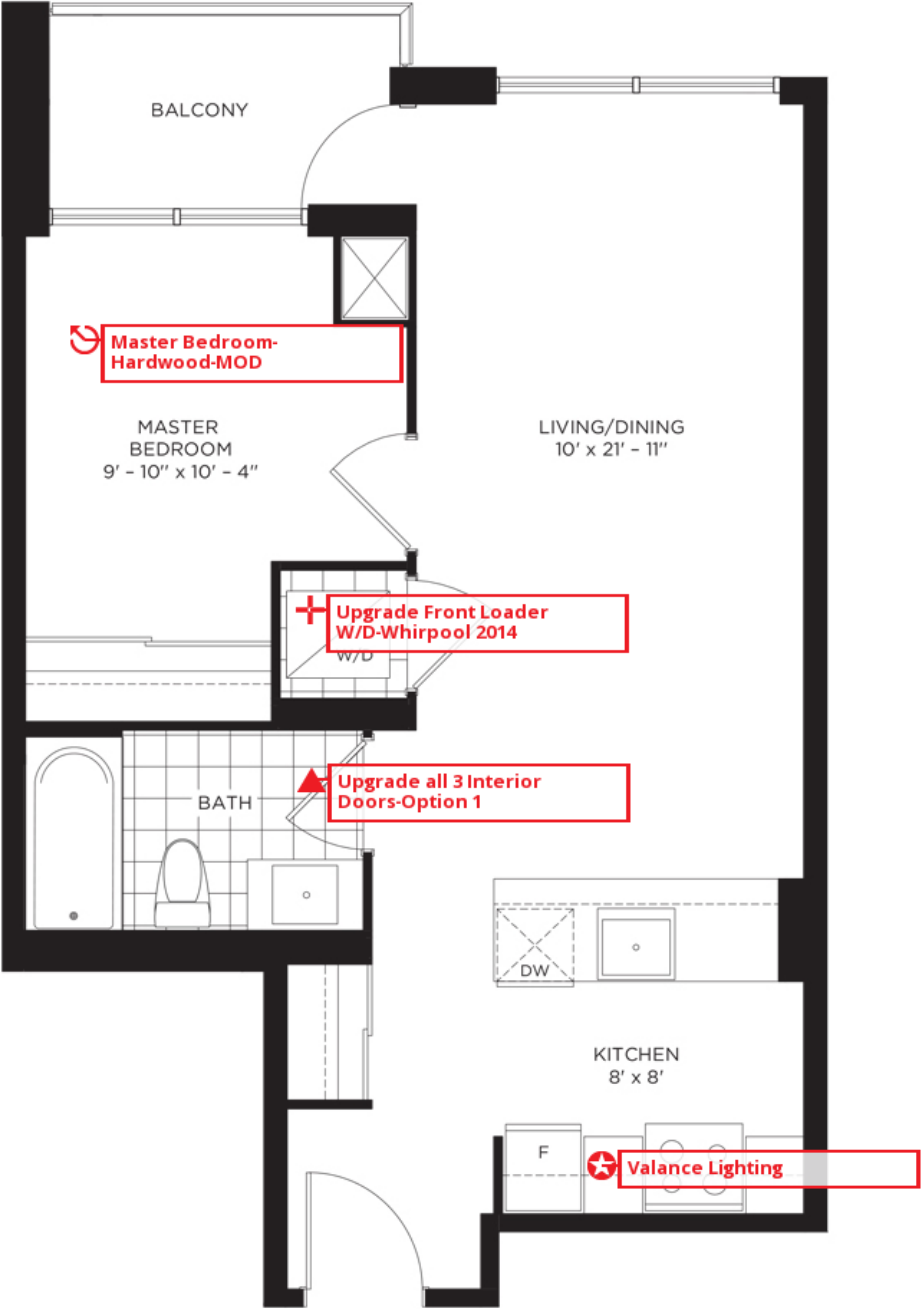 BALCONY
Master Bedroom-
Hardwood-MOD
MASTER
BEDROOM
9' – 10" x 10' – 4"
LIVING/DINING
10' x 21' – 11"
Upgrade Front Loader
W/D-Whirpool 2014
W/D
Upgrade all 3 Interior
Doors-Option 1
BATH
DW
KITCHEN
8' x 8'
F
Valance Lighting